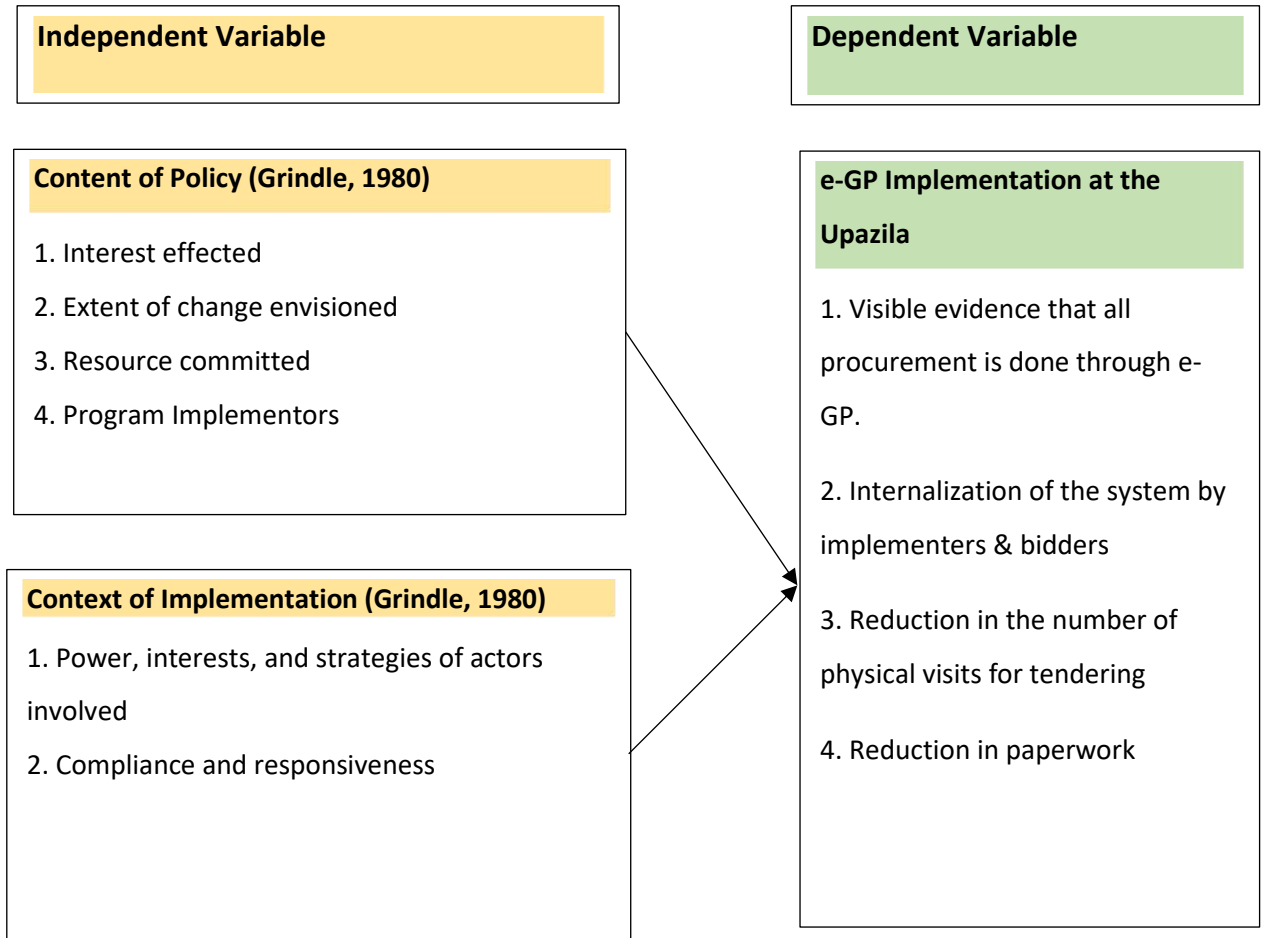 Independent Variable
Dependent Variable
Content of Policy (Grindle, 1980)
1. Interest effected
2. Extent of change envisioned
3. Resource committed
4. Program Implementors
Context of Implementation (Grindle, 1980)
1. Power, interests, and strategies of actors
involved
2. Compliance and responsiveness
e-GP Implementation at the
Upazila
1. Visible evidence that all
procurement is done through e-
GP.
2. Internalization of the system by
implementers & bidders
3. Reduction in the number of
physical visits for tendering
4. Reduction in paperwork